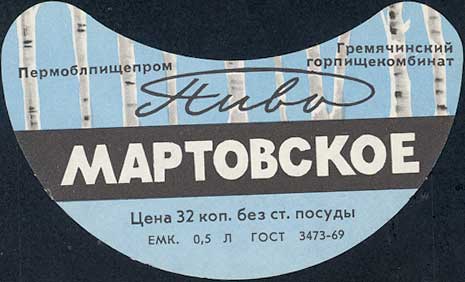 Пермоблпищепром
Гремячинский
горпищекомбинат
Пиво
МАРТОВСКОЕ
Цена 32 коп. без ст. посуды
ЕМК. 0,5 Л ГОСТ 3473-69